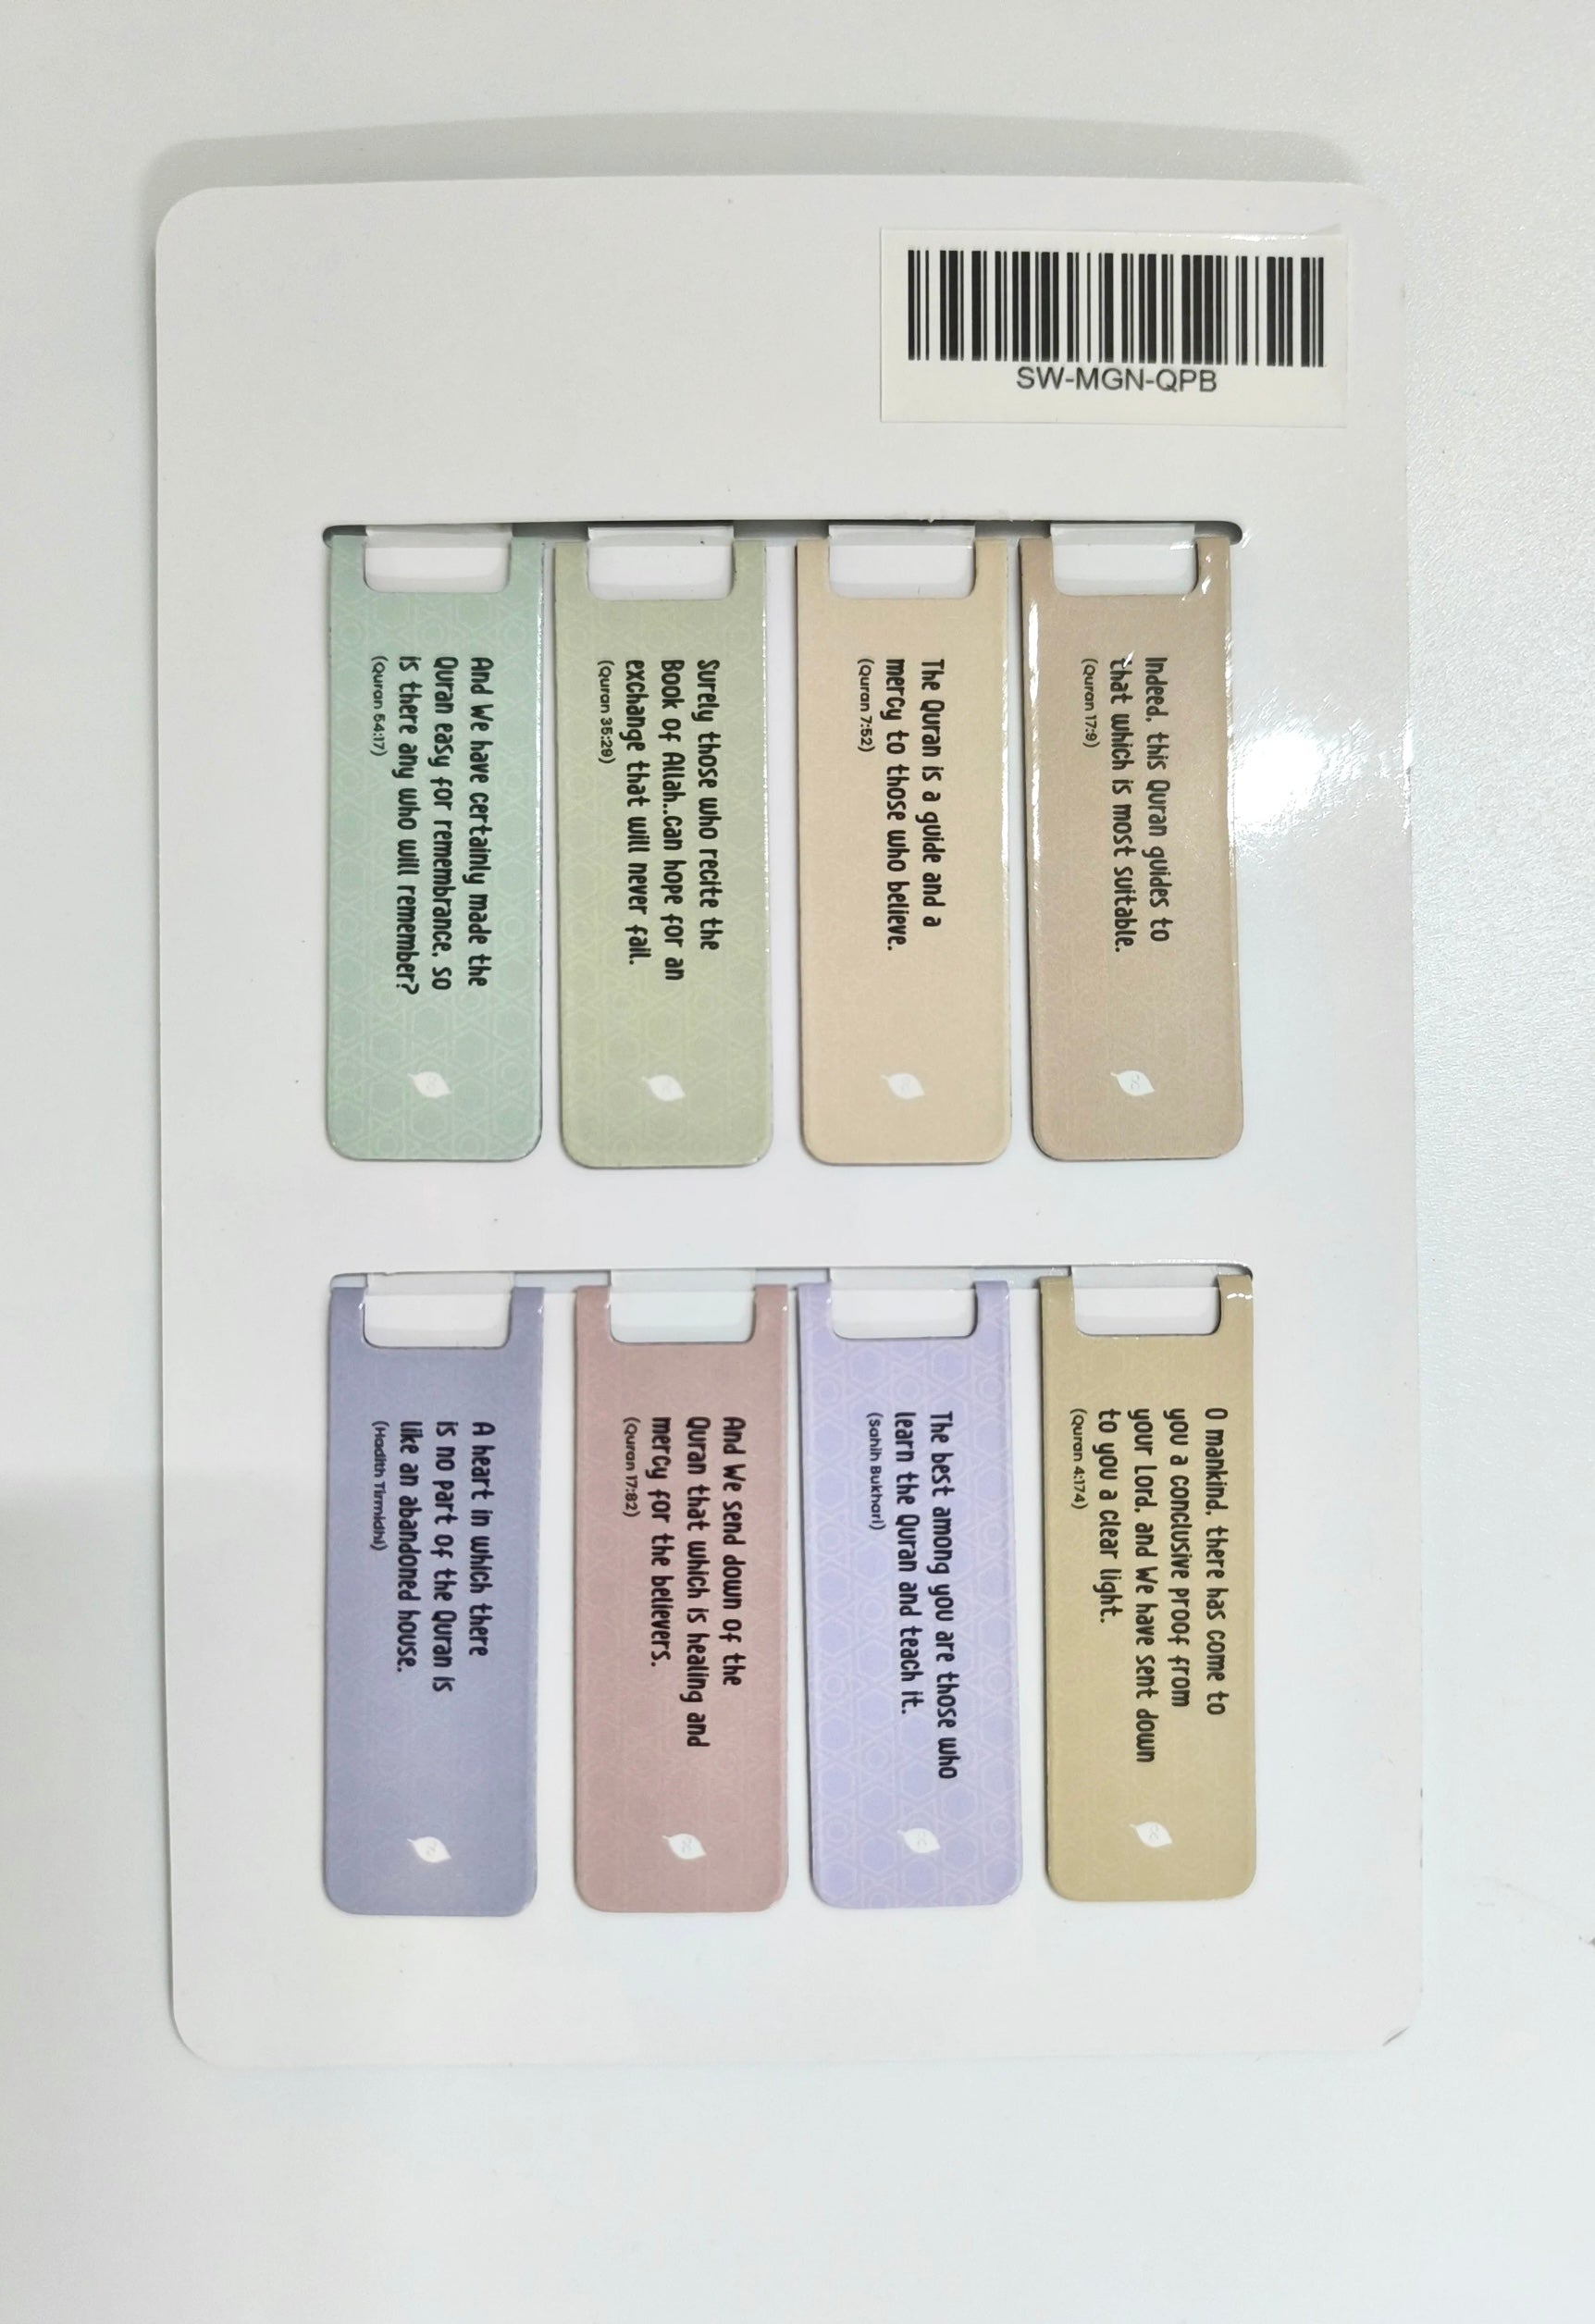 SW-MGN-QPB
And We have certainly made the
Quran easy for remembrance, so
is there any who will remember?
(Quran 54:17)
Surely those who recite the
Book of Allah..can hope for an
exchange that will never fail.
(Quran 35:29)
The Quran is a guide and a
mercy to those who believe.
(Quran 7:52)
Indeed, this Quran guides to
that which is most suitable.
(Quran 17:9)
A heart in which there
is no part of the Quran is
like an abandoned house.
(Hadith Tirmidhi)
And We send down of the
Quran that which is healing and
mercy for the believers.
(Quran 17:82)
The best among you are those who
learn the Quran and teach it.
(Sahih Bukhari)
O mankind, there has come to
you a conclusive proof from
your Lord, and We have sent down
to you a clear light.
(Quran 4:174)